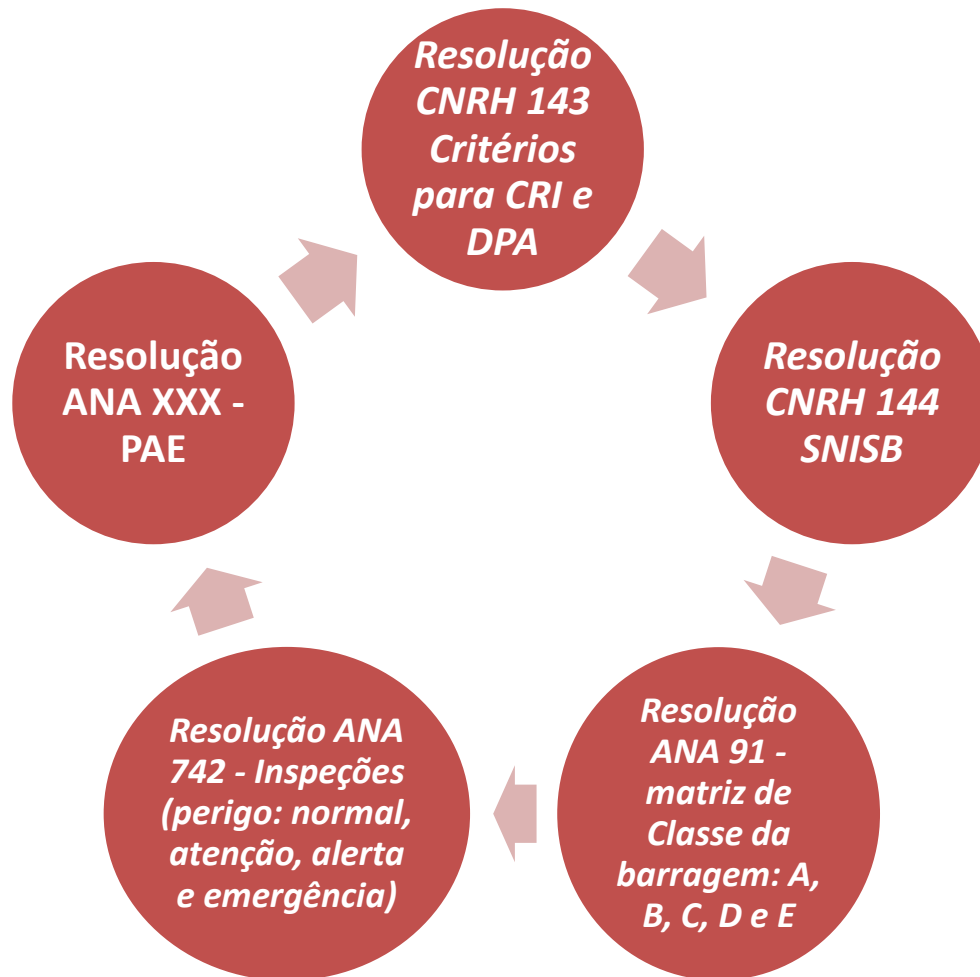 Resolução
CNRH 143
Critérios
para CRI e
DPA
Resolução
CNRH 144
SNISB
Resolução
ANA 91 -
matriz de
Classe da
barragem: A,
B, C, D e E
Resolução ANA
742 - Inspeções
(perigo: normal,
atenção, alerta
e emergência)
Resolução
ANA XXX -
PAE